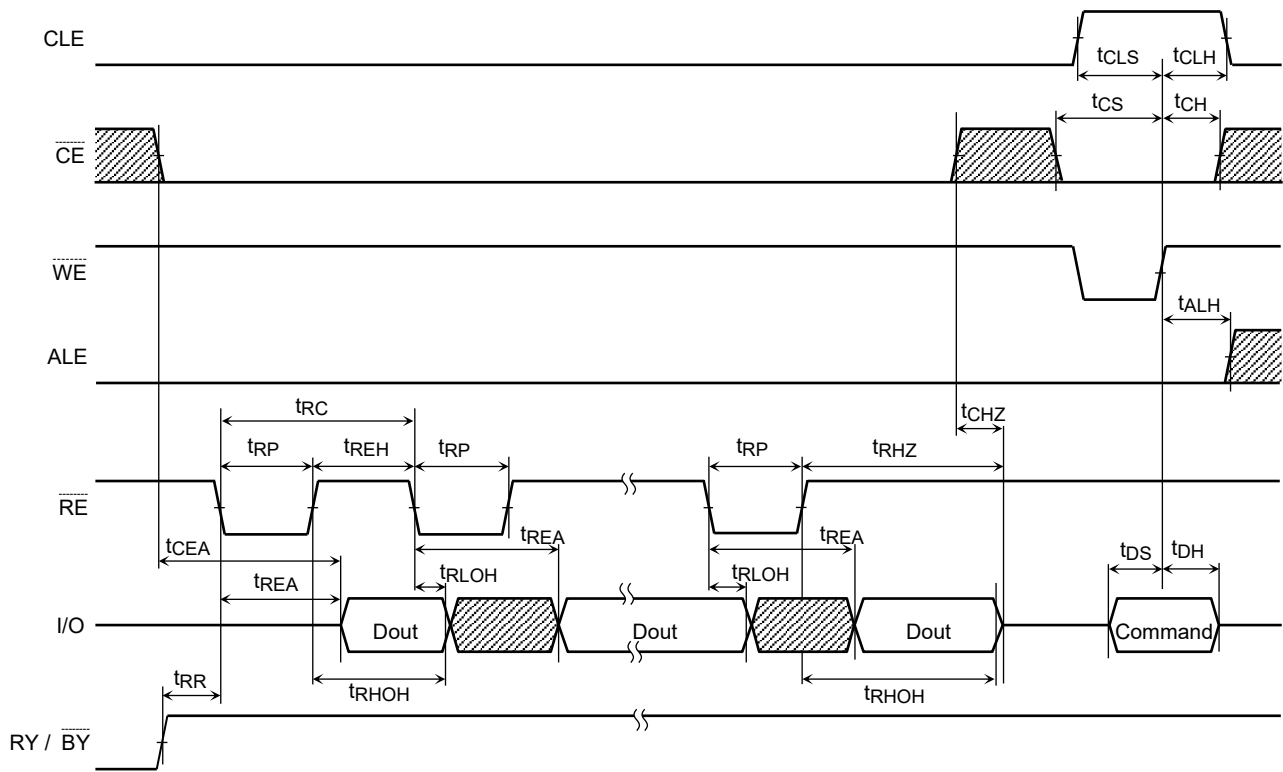 CLE
tCLS
tCLH
tCS
tCH
CE
WE
tALH
ALE
tRC
tCHZ
tRP
tREH
tRP
tRP
tRHZ
RE
tCEA
tREA
tREA
tDS
tDH
tREA
tRLOH
tRLOH
I/O
Dout
Dout
Dout
Command
tRR
tRHOH
tRHOH
RY / BY